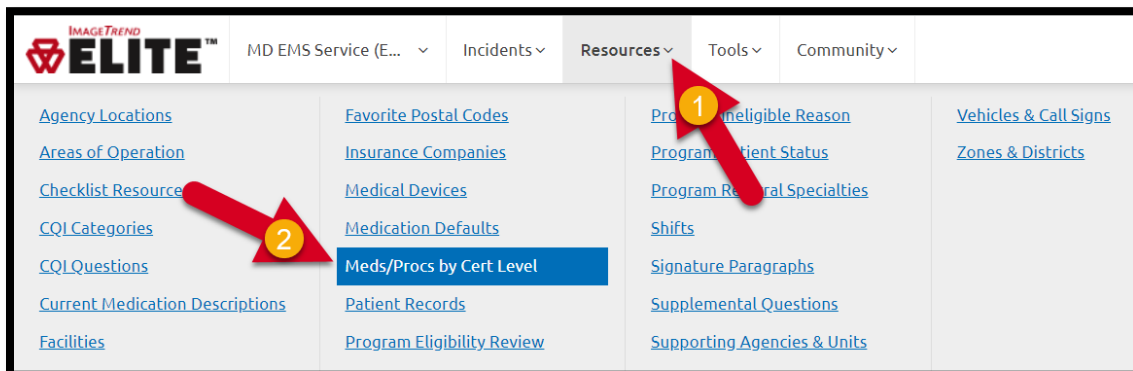 IMAGETREND
ELITE™
MD EMS Service (E...
Incidents
Resources
Tools
Community
1
Agency Locations
Areas of Operation
Checklist Resource
CQI Categories
CQI Questions
Current Medication Descriptions
Facilities
2
Favorite Postal Codes
Insurance Companies
Medical Devices
Medication Defaults
Meds/Procs by Cert Level
Patient Records
Program Eligibility Review
Ineligible Reason
Program Patient Status
Program Referral Specialties
Shifts
Signature Paragraphs
Supplemental Questions
Supporting Agencies & Units
Vehicles & Call Signs
Zones & Districts